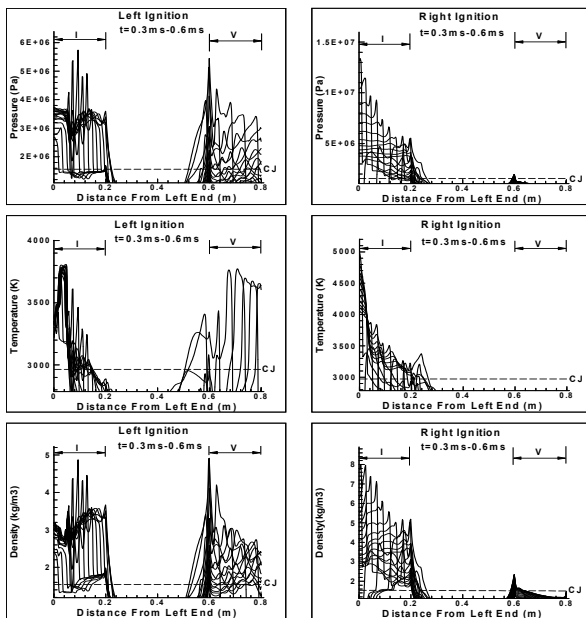 Left Ignition
t=0.3ms-0.6ms
I
V
Pressure (Pa)
6E+06
5E+06
4E+06
3E+06
2E+06
CJ
0 0.2 0.4 0.6 0.8
Distance From Left End (m)
Right Ignition
t=0.3ms-0.6ms
I
V
Pressure (Pa)
1.5E+07
1E+07
5E+06
CJ
0 0.2 0.4 0.6 0.8
Distance From Left End (m)
Left Ignition
t=0.3ms-0.6ms
I
V
Temperature (K)
4000
3500
3000
CJ
0 0.2 0.4 0.6 0.8
Distance From Left End (m)
Right Ignition
t=0.3ms-0.6ms
I
V
Temperature (K)
5000
4500
4000
3500
3000
CJ
0 0.2 0.4 0.6 0.8
Distance From Left End (m)
Left Ignition
t=0.3ms-0.6ms
I
V
Density (kg/m3)
5
4
3
2
CJ
0 0.2 0.4 0.6 0.8
Distance From Left End (m)
Right Ignition
t=0.3ms-0.6ms
I
V
Density(kg/m3)
8
7
6
5
4
3
2
CJ
0 0.2 0.4 0.6 0.8
Distance From Left End (m)